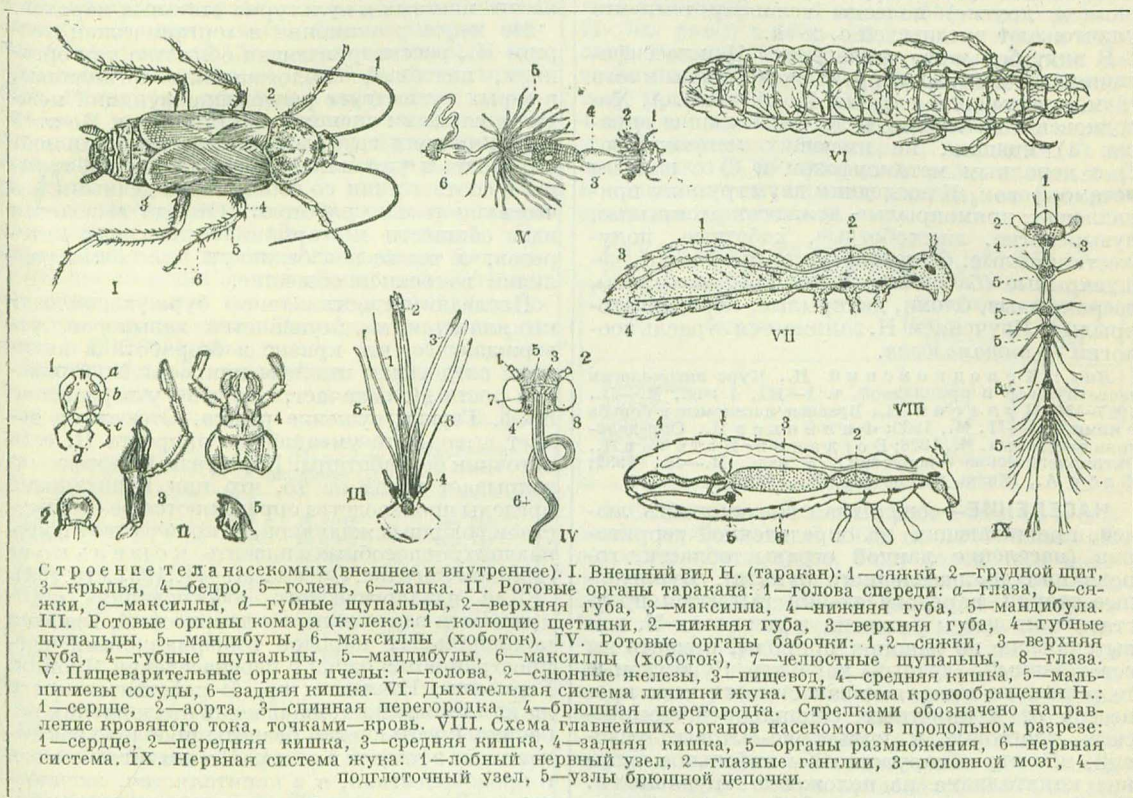 Строение тела насекомых (внешнее и внутреннее). I. Внешний вид Н. (таракан): 1—сяжки, 2—грудной щит,
3—крылья, 4—бедро, 5—голень, 6—лапка. II. Ротовые органы таракана: 1—голова спереди: a—глаза, b—ся-
жки, c—максиллы, d—губные щупальцы, 2—верхняя губа, 3—максилла, 4—нижняя губа, 5—мандибула.
III. Ротовые органы комара (кулекс): 1—колющие щетинки, 2—нижняя губа, 3—верхняя губа, 4—губные
щупальцы, 5—мандибулы, 6—максиллы (хоботок). IV. Ротовые органы бабочки: 1,2—сяжки, 3—верхняя
губа, 4—губные щупальцы, 5—мандибулы, 6—максиллы (хоботок), 7—челюстные щупальцы, 8—глаза.
V. Пищеварительные органы пчелы: 1—голова, 2—слюнные железы, 3—пищевод, 4—средняя кишка, 5—маль-
пигиевы сосуды, 6—задняя кишка. VI. Дыхательная система личинки жука. VII. Схема кровообращения Н.:
1—сердце, 2—аорта, 3—спинная перегородка, 4—брюшная перегородка. Стрелками обозначено направ-
ление кровяного тока, точками—кровь. VIII. Схема главнейших органов насекомого в продольном разрезе:
1—сердце, 2—передняя кишка, 3—средняя кишка, 4—задняя кишка, 5—органы размножения, 6—нервная
система. IX. Нервная система жука: 1—лобный нервный узел, 2—глазные ганглии, 3—головной мозг, 4—
подглоточный узел, 5—узлы брюшной цепочки.
I
II
III
IV
V
VI
VII
VIII
IX